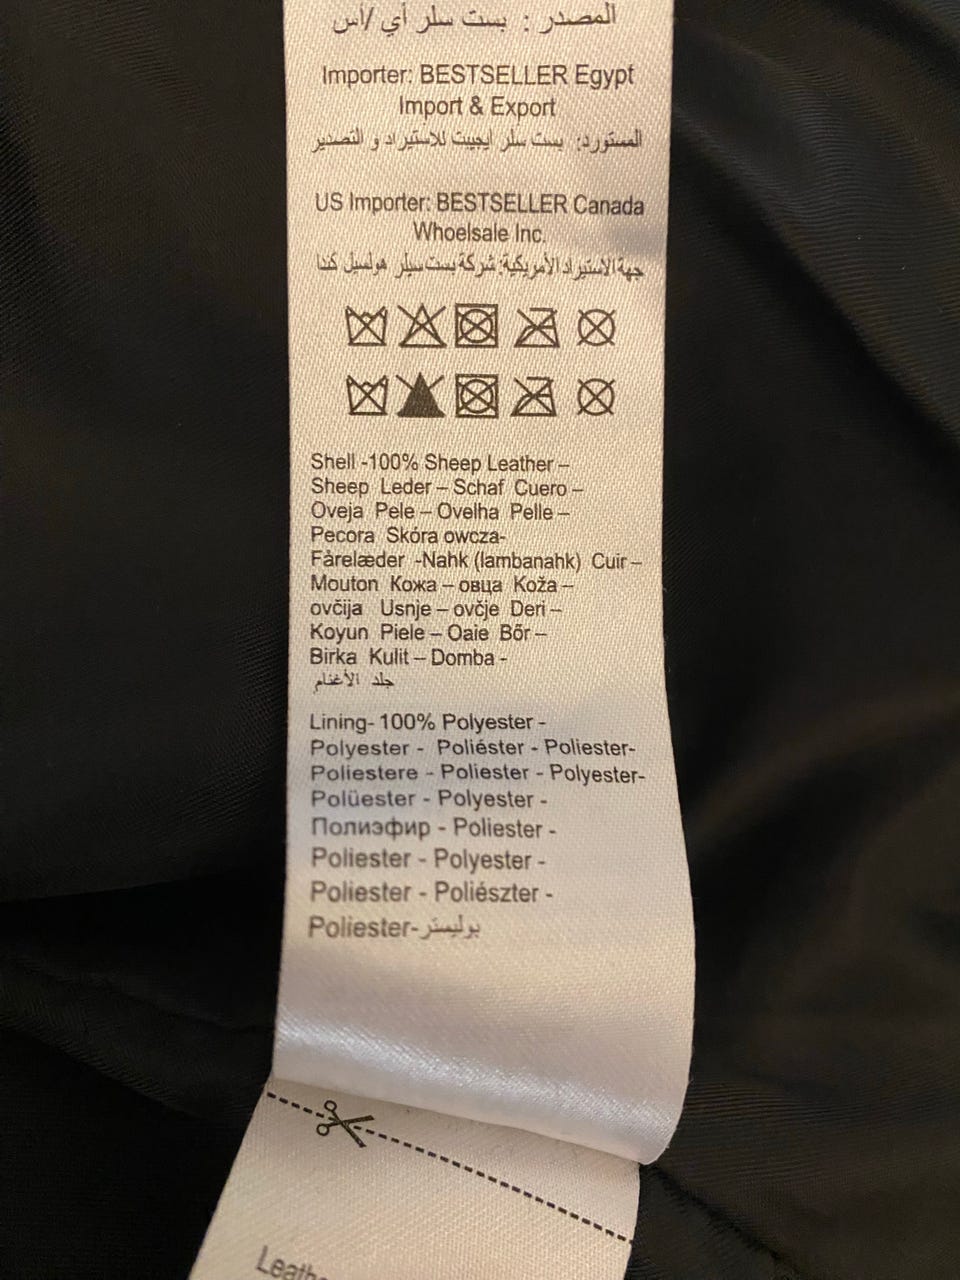 المصدر : بست سلر أي /أس
Importer: BESTSELLER Egypt
Import & Export
المستورد: بست سلر ايجيبت للاستيراد و التصدير
US Importer: BESTSELLER Canada
Whoelsale Inc.
جهة الاستيراد الأمريكية: شركة بست سيلر هولسيل كندا
Shell -100% Sheep Leather –
Sheep Leder – Schaf Cuero –
Oveja Pele – Ovelha Pelle –
Pecora Skóra owcza-
Fårelæder -Nahk (lambanahk) Cuir –
Mouton Кожа – овца Koža –
ovčija Usnje – ovčje Deri –
Koyun Piele – Oaie Bőr –
Birka Kulit – Domba -
جلد الأغنام
Lining- 100% Polyester -
Polyester - Poliéster - Poliester-
Poliestere - Poliester - Polyester-
Polüester - Polyester -
Полиэфир - Poliester -
Poliester - Polyester -
Poliester - Poliészter -
Poliester-بوليستر